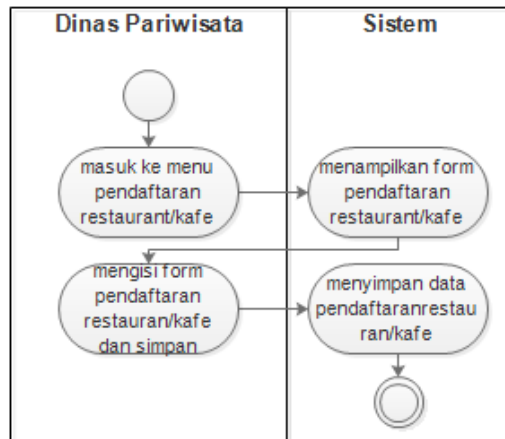 Dinas Pariwisata
Sistem
masuk ke menu
pendaftaran
restaurant/kafe
menampilkan form
pendaftaran
restaurant/kafe
mengisi form
pendaftaran
restauran/kafe
dan simpan
menyimpan data
pendaftaranrestau
ran/kafe